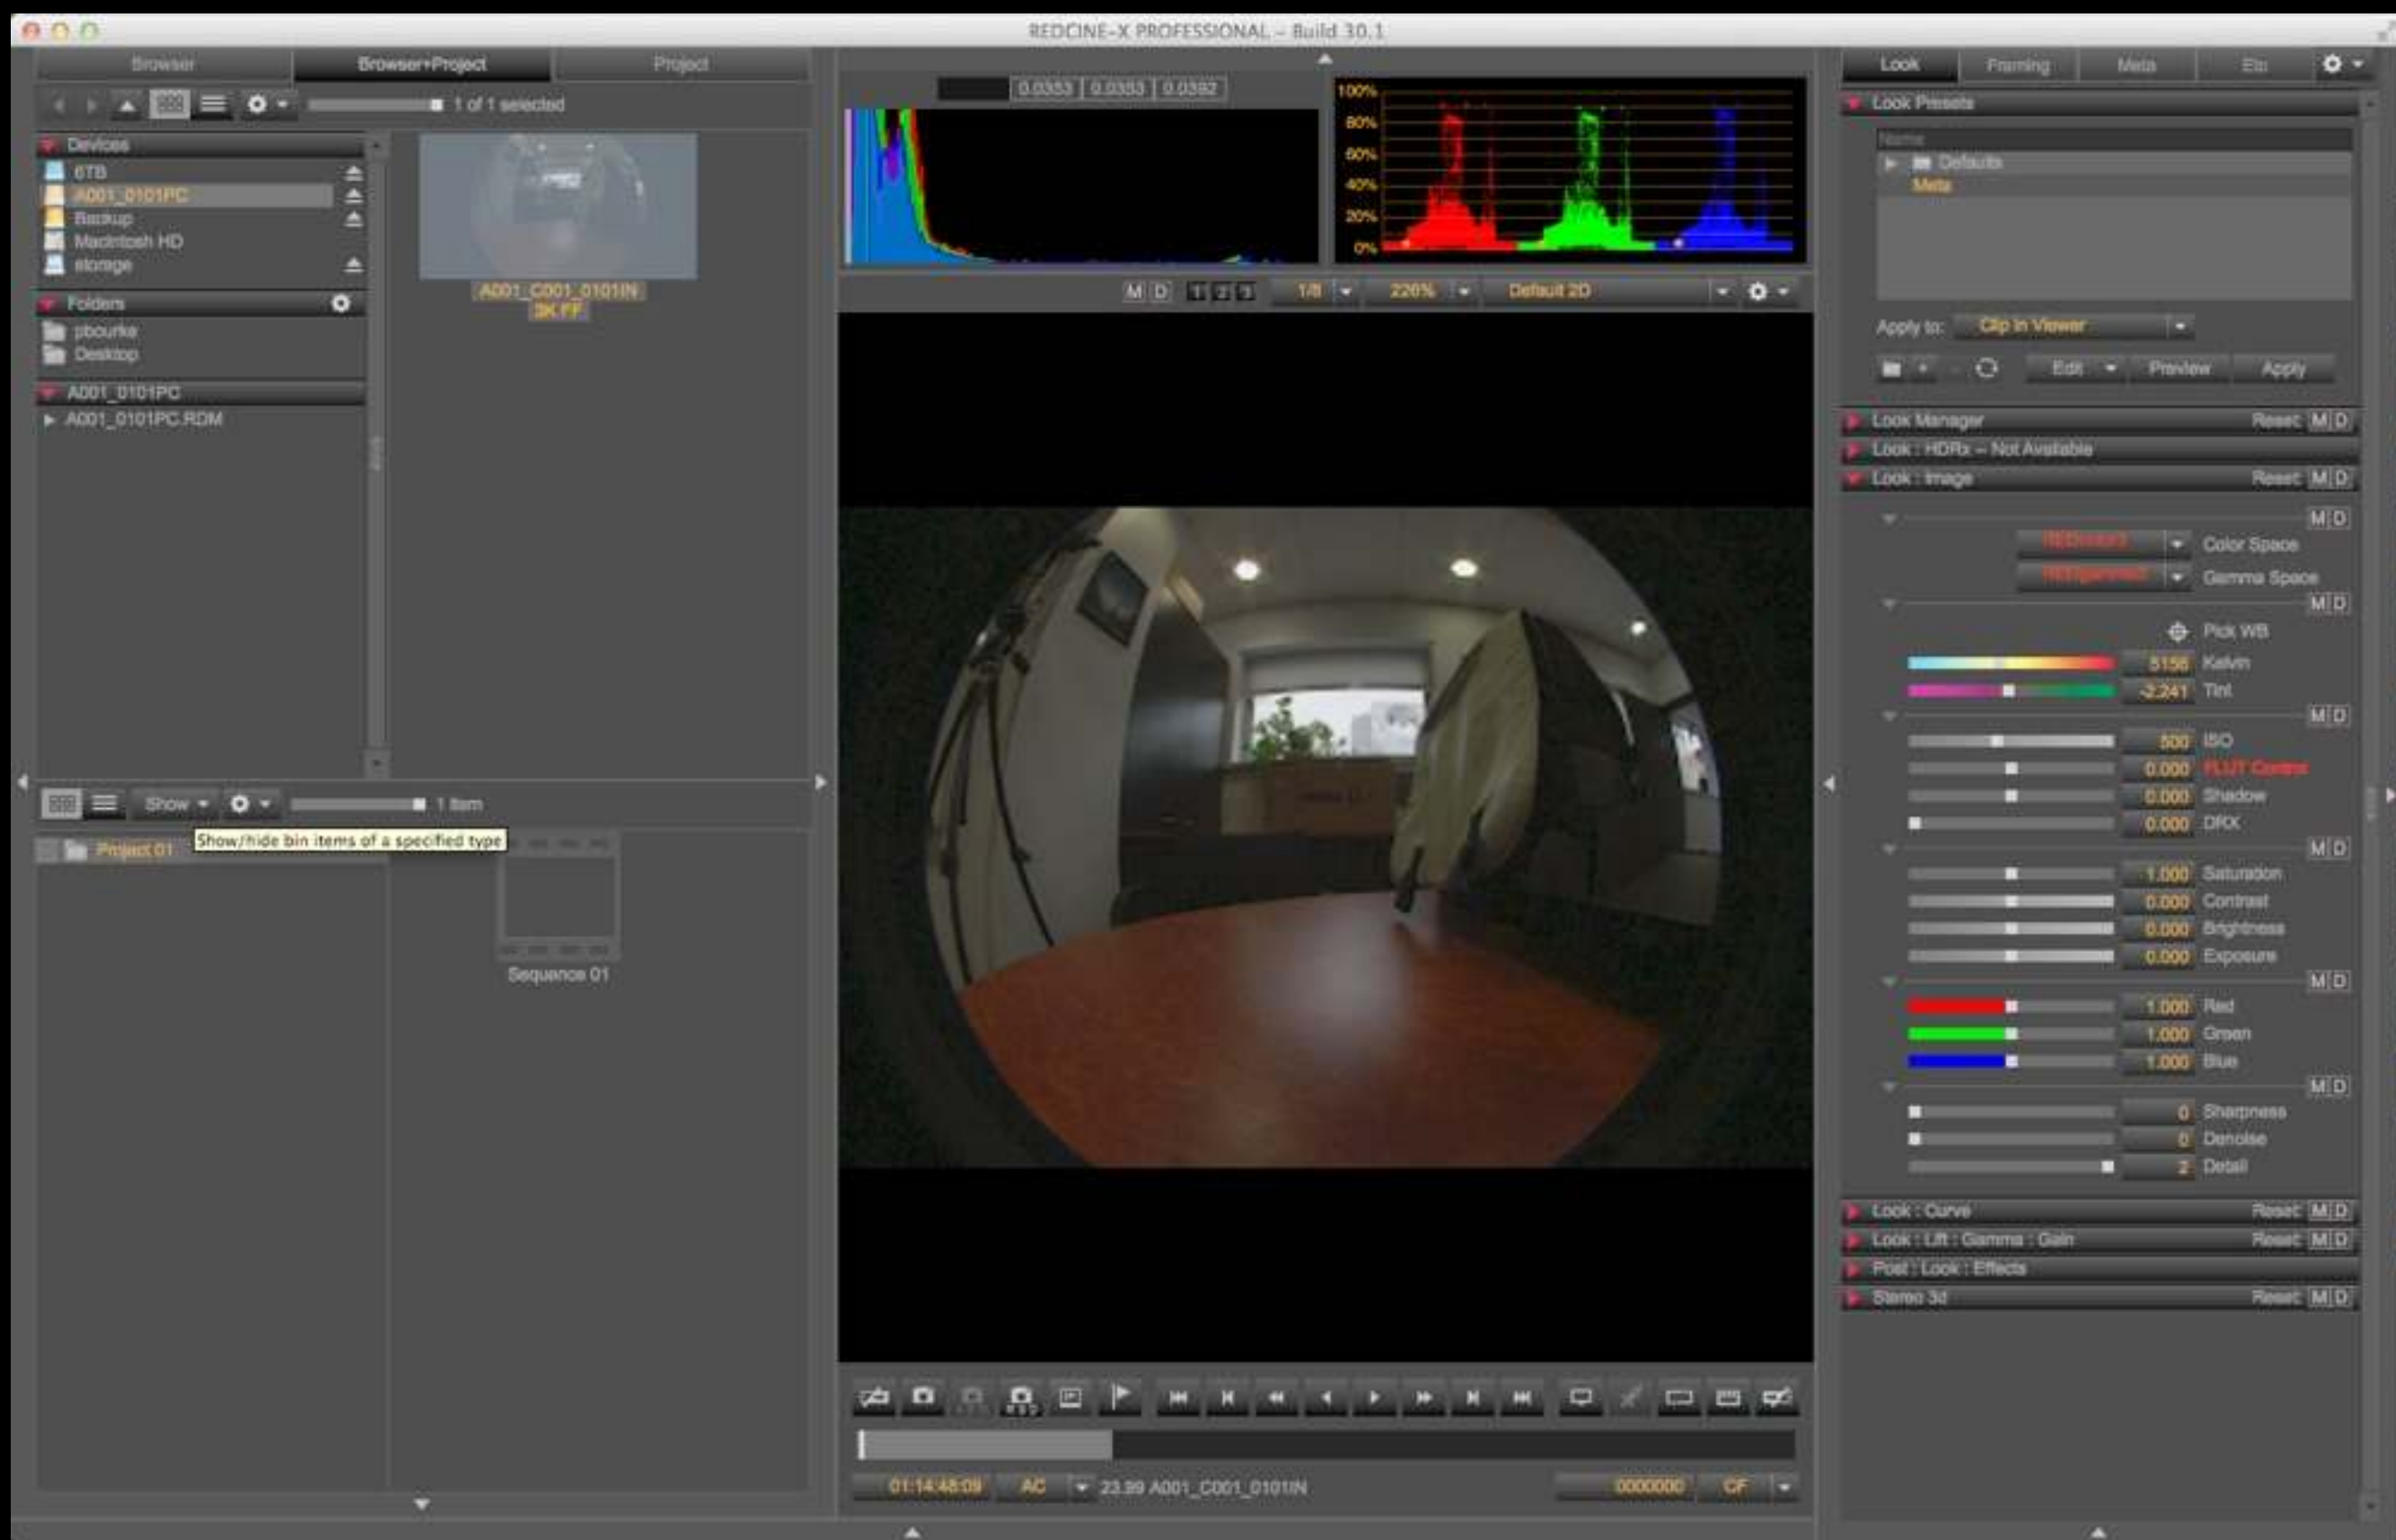 REDCINE-X PROFESSIONAL - Build 30.1
Browser
Browser+Project
Project
1 of 1 selected
Devices
6TB
A001_0101PC
Backup
Macintosh HD
storage
Folders
pbourke
Desktop
A001_0101PC
A001_0101PC.RDM
A001_C001_0101IN
3K FF
Show
1 Item
Show/hide bin items of a specified type
Project 01
Sequence 01
0.0353 0.0353 0.0392
100%
80%
60%
40%
20%
0%
M D 1 2 3 1/8 226% Default 2D
01:14:48:09 AC 23.99 A001_C001_0101IN 0000000 CF
Look Framing Meta Etc
Look Presets
Name
Defaults
Meta
Apply to: Clip in Viewer
Edit Preview Apply
Look Manager Reset: M D
Look : HDRx - Not Available
Look : Image Reset: M D
M D
Color Space
Gamma Space
M D
Pick WB
5156 Kelvin
-2.241 Tint
M D
500 ISO
0.000 FLUT Control
0.000 Shadow
0.000 DRX
M D
1.000 Saturation
0.000 Contrast
0.000 Brightness
0.000 Exposure
M D
1.000 Red
1.000 Green
1.000 Blue
M D
0 Sharpness
0 Denoise
2 Detail
Look : Curve Reset: M D
Look : Lift : Gamma : Gain Reset: M D
Post : Look : Effects
Stereo 3d Reset: M D